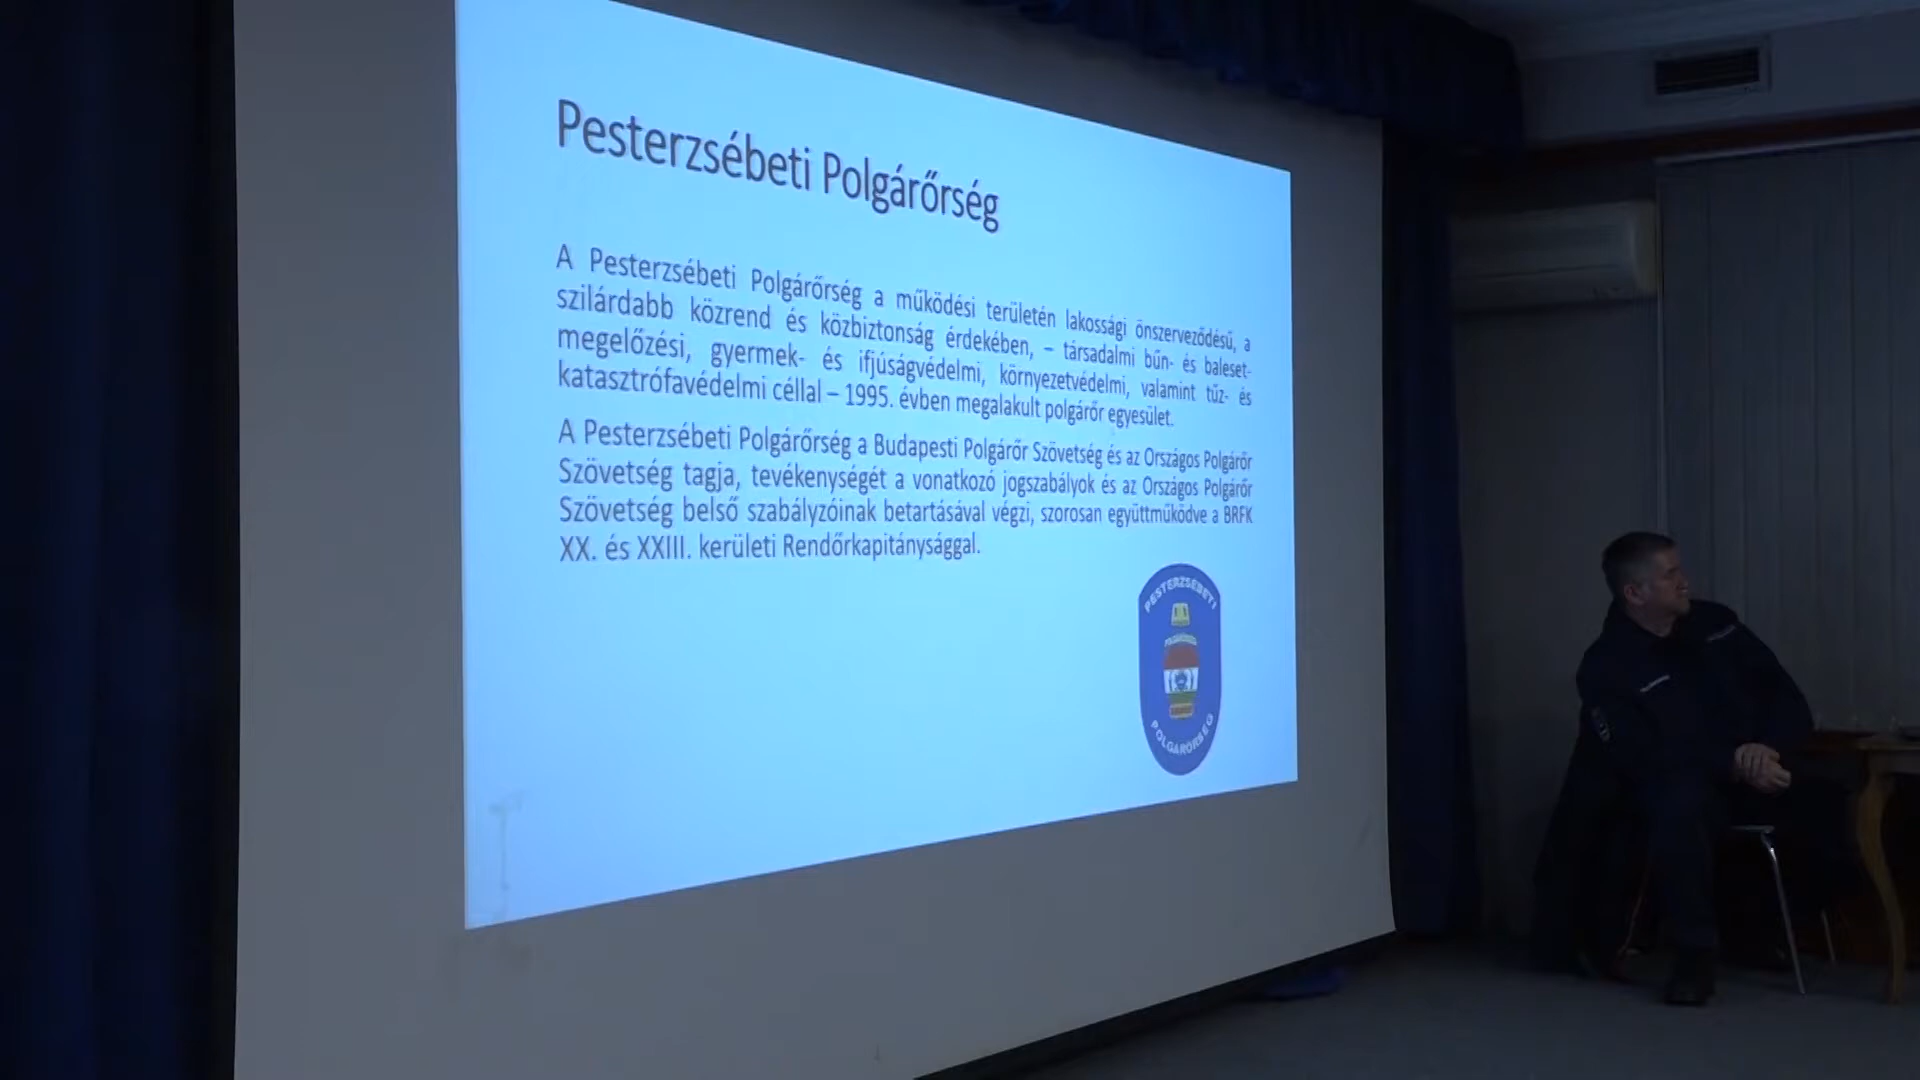 Pesterzsébeti Polgárőrség
A Pesterzsébeti Polgárőrség a működési területén lakossági önszerveződésű, a
szilárdabb közrend és közbiztonság érdekében, – társadalmi bűn- és baleset-
megelőzési, gyermek- és ifjúságvédelmi, környezetvédelmi, valamint tűz- és
katasztrófavédelmi céllal – 1995. évben megalakult polgárőr egyesület.
A Pesterzsébeti Polgárőrség a Budapesti Polgárőr Szövetség és az Országos Polgárőr
Szövetség tagja, tevékenységét a vonatkozó jogszabályok és az Országos Polgárőr
Szövetség belső szabályzóinak betartásával végzi, szorosan együttműködve a BRFK
XX. és XXIII. kerületi Rendőrkapitánysággal.
PESTERZSÉBETI
POLGÁRŐRSÉG